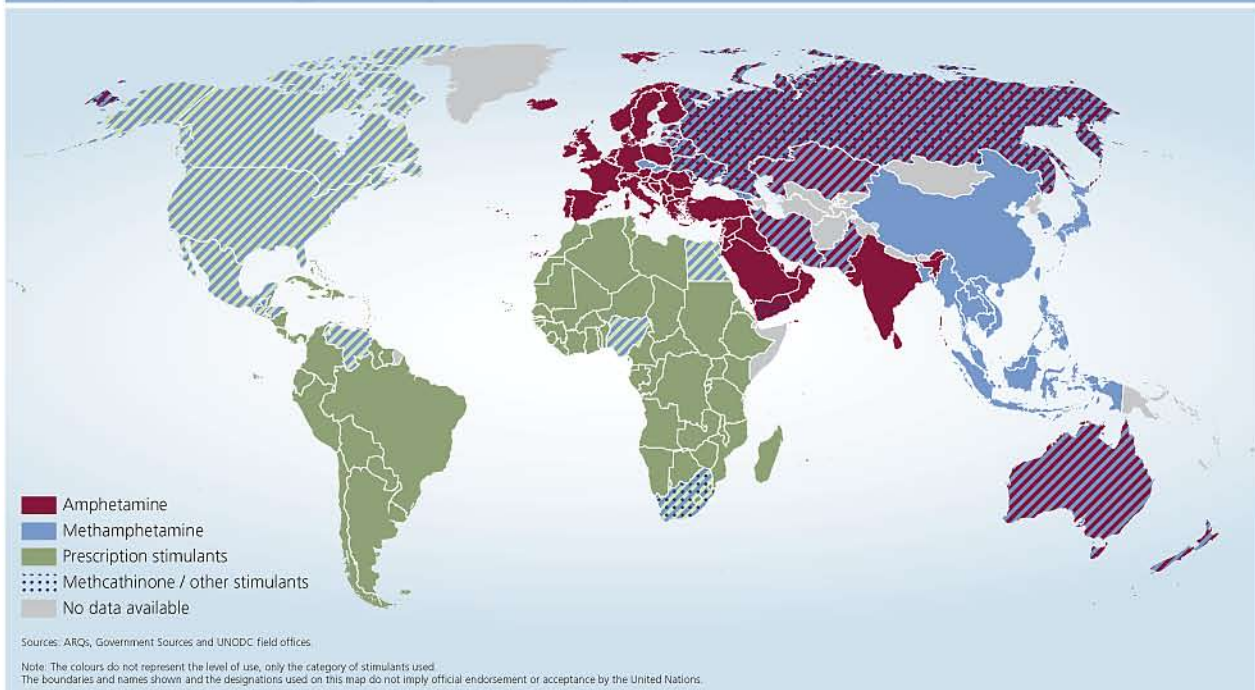 Amphetamine
Methamphetamine
Prescription stimulants
Methcathinone / other stimulants
No data available
Sources: ARQs, Government Sources and UNODC field offices.
Note: The colours do not represent the level of use, only the category of stimulants used.
The boundaries and names shown and the designations used on this map do not imply official endorsement or acceptance by the United Nations.